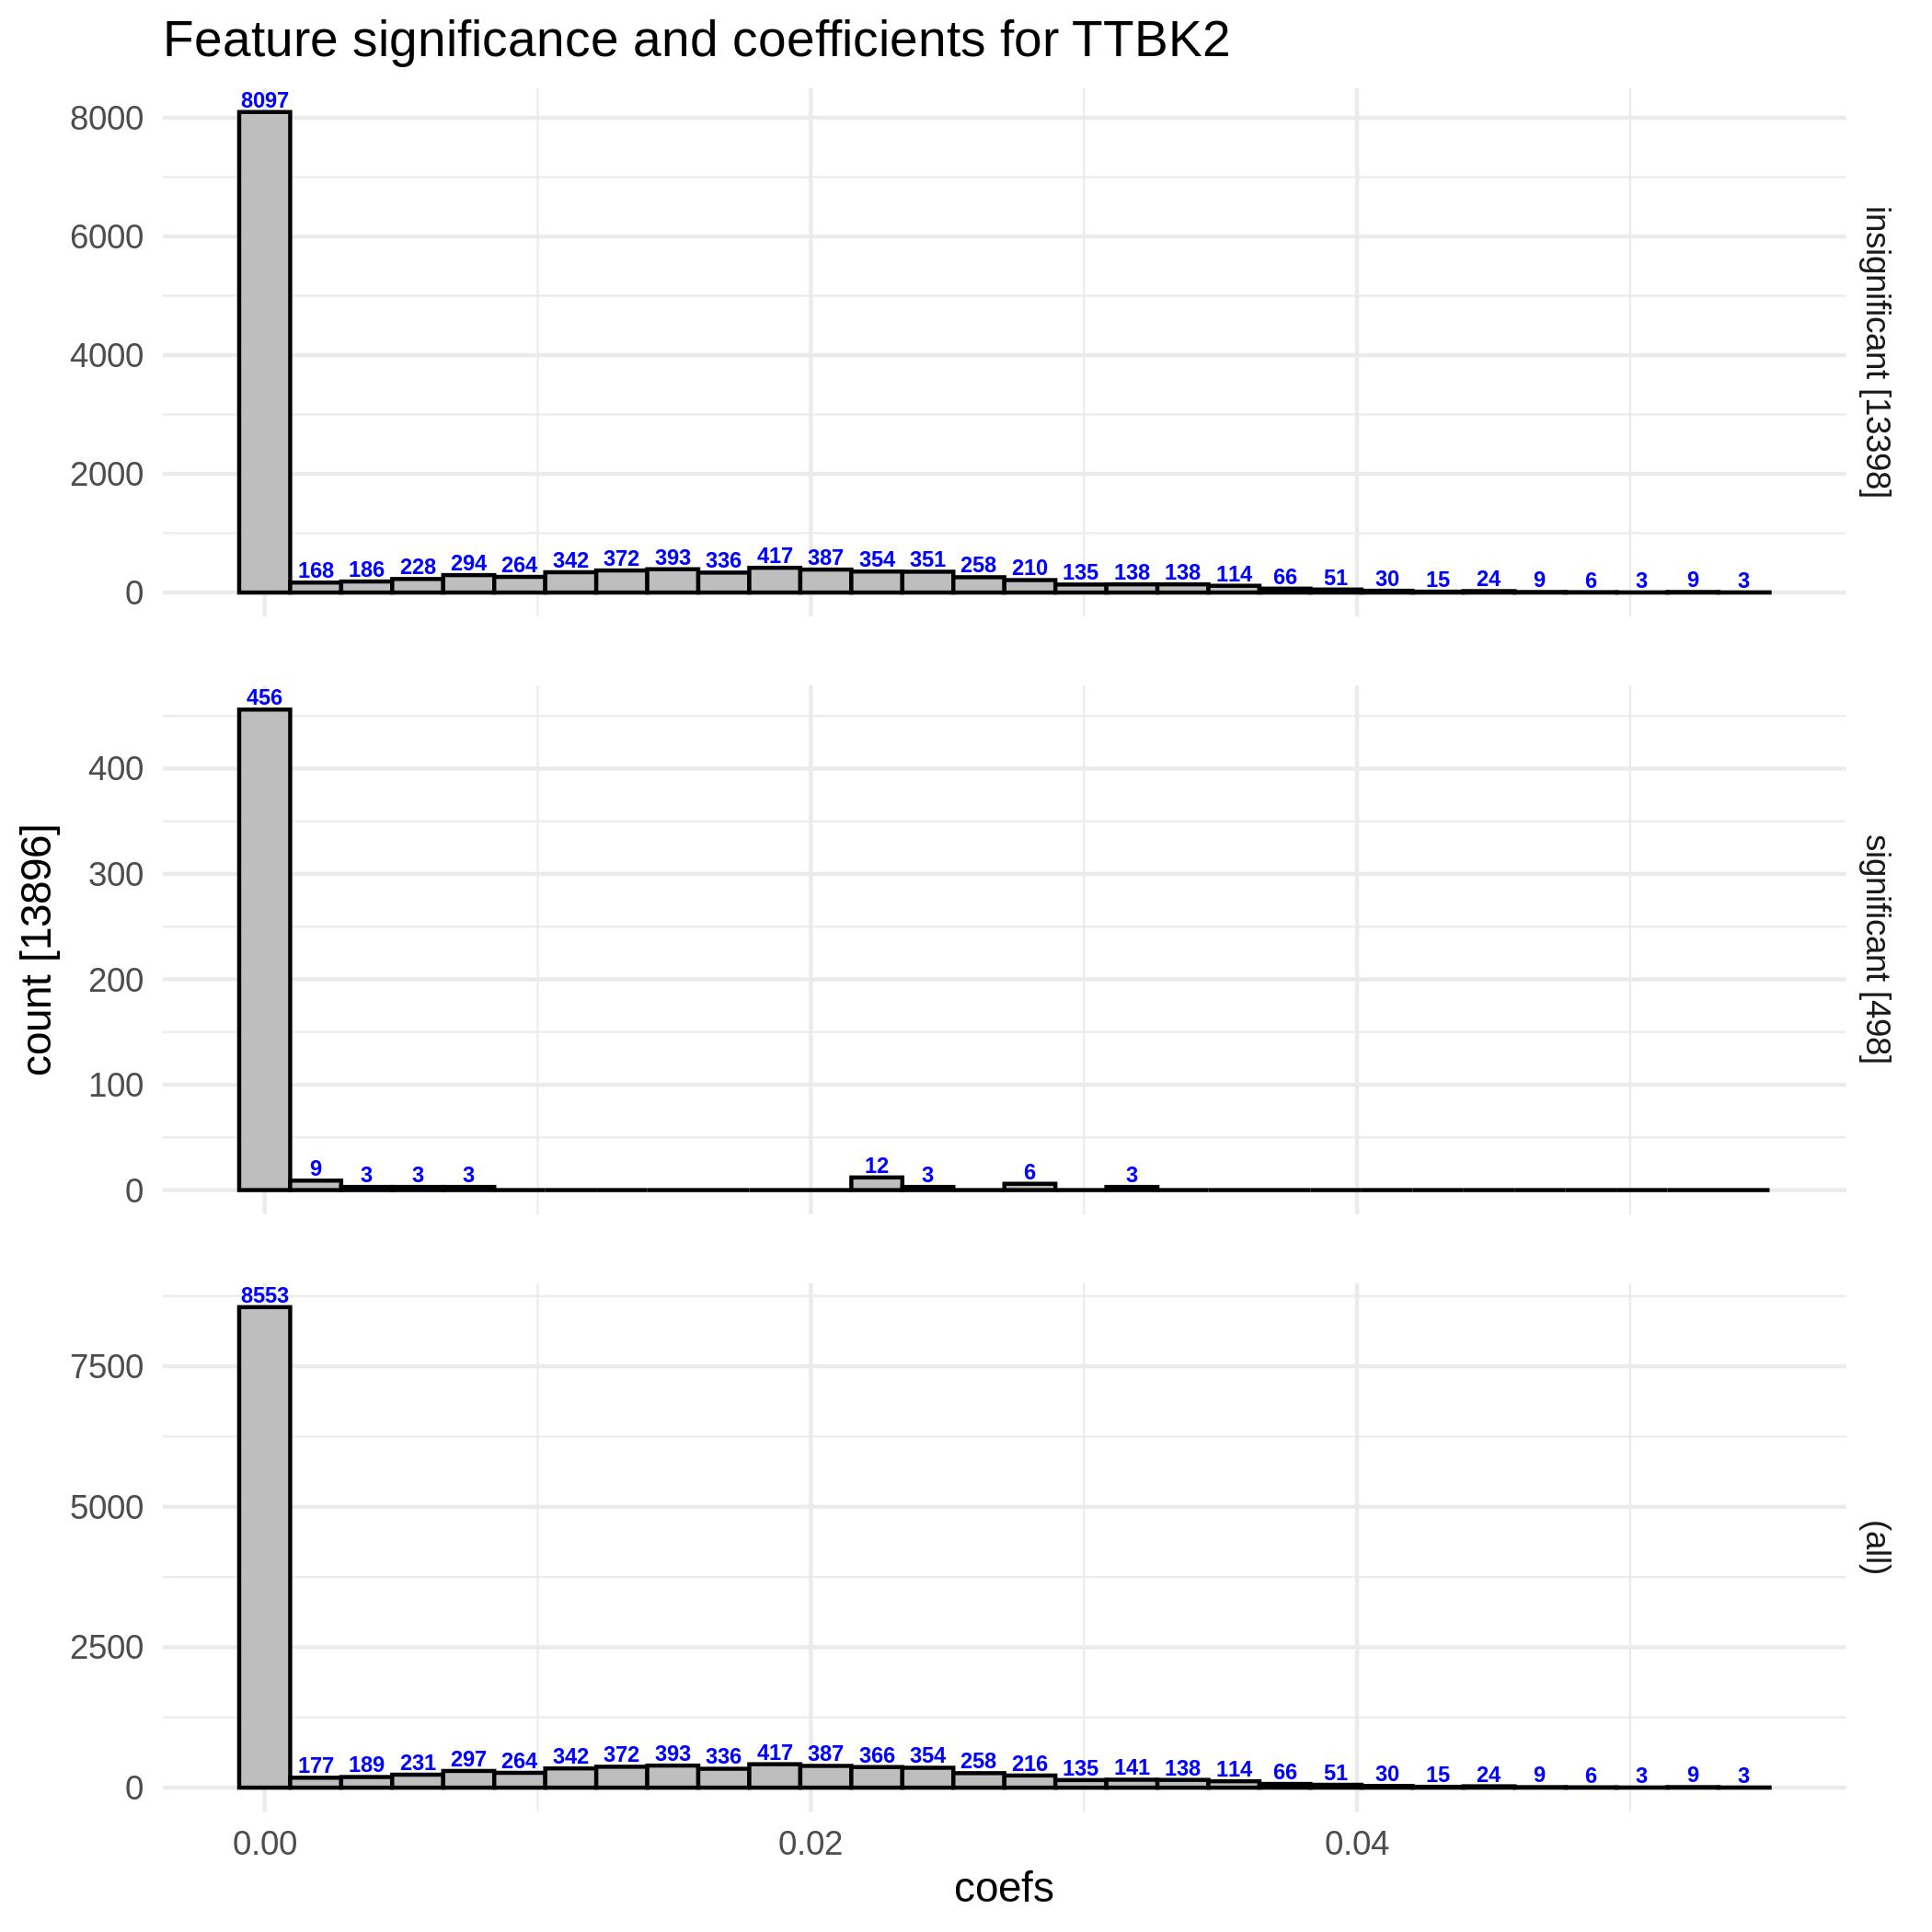 Feature significance and coefficients for TTBK2
8097
8000
6000
4000
2000
0
168 186 228 294 264 342 372 393 336 417 387 354 351 258 210 135 138 138 114 66 51 30 15 24 9 6 3 9 3
insignificant [13398]
456
400
300
200
100
0
9 3 3 3 12 3 6 3
significant [498]
count [13896]
8553
7500
5000
2500
0
177 189 231 297 264 342 372 393 336 417 387 366 354 258 216 135 141 138 114 66 51 30 15 24 9 6 3 9 3
(all)
0.00 0.02 0.04
coefs